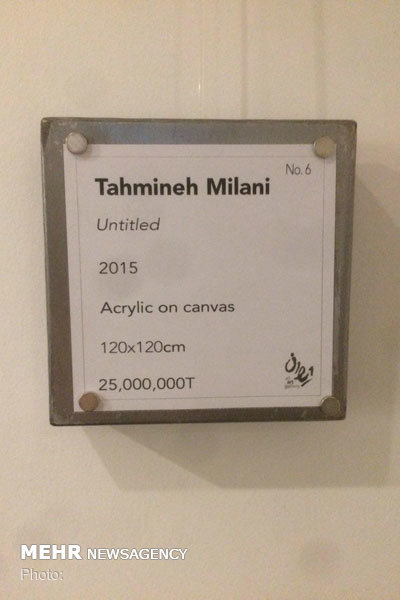 No. 6
Tahmineh Milani
Untitled
2015
Acrylic on canvas
120x120cm
25,000,000T
MEHR NEWSAGENCY
Photo: